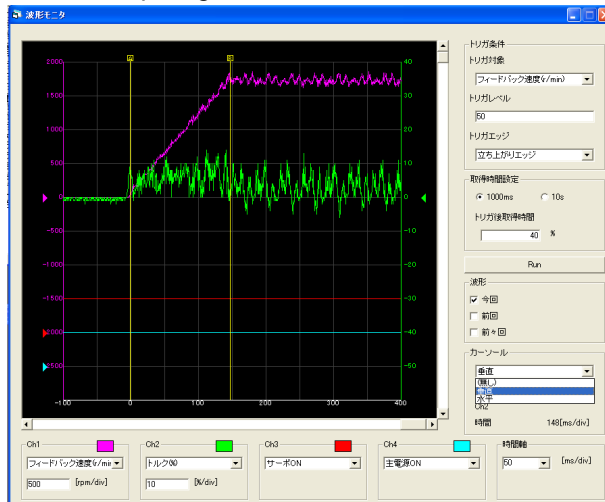 波形モニタ
2000
1500
1000
500
0
-500
-1000
-1500
-2000
-2500
40
30
20
10
0
-10
-20
-30
-40
-50
-100
0
100
200
300
400
トリガ条件
トリガ対象
フィードバック速度(r/min)
トリガレベル
50
トリガエッジ
立ち上がりエッジ
取得時間設定
1000ms
10s
トリガ後取得時間
40 %
Run
波形
今回
前回
前々回
カーソール
垂直
(無し)
垂直
水平
Ch2
時間 148[ms/div]
Ch1
フィードバック速度(r/min
500 [rpm/div]
Ch2
トルク(%)
10 [%/div]
Ch3
サーボON
Ch4
主電源ON
時間軸
50 [ms/div]